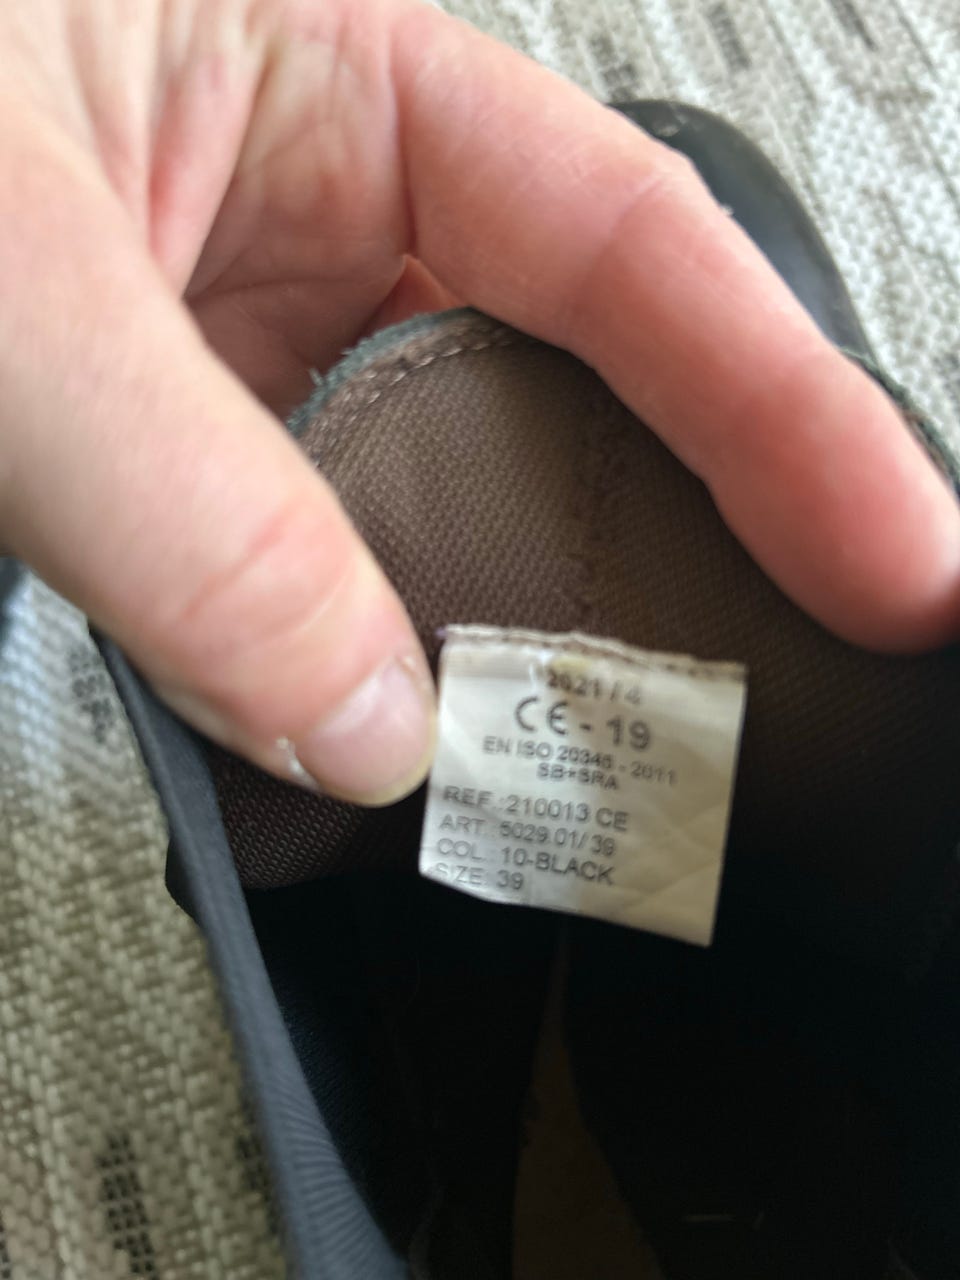 2021/4
CE - 19
EN ISO 20345 - 2011
SB+SRA
REF.:210013 CE
ART.:5029.01/39
COL.: 10-BLACK
SIZE: 39